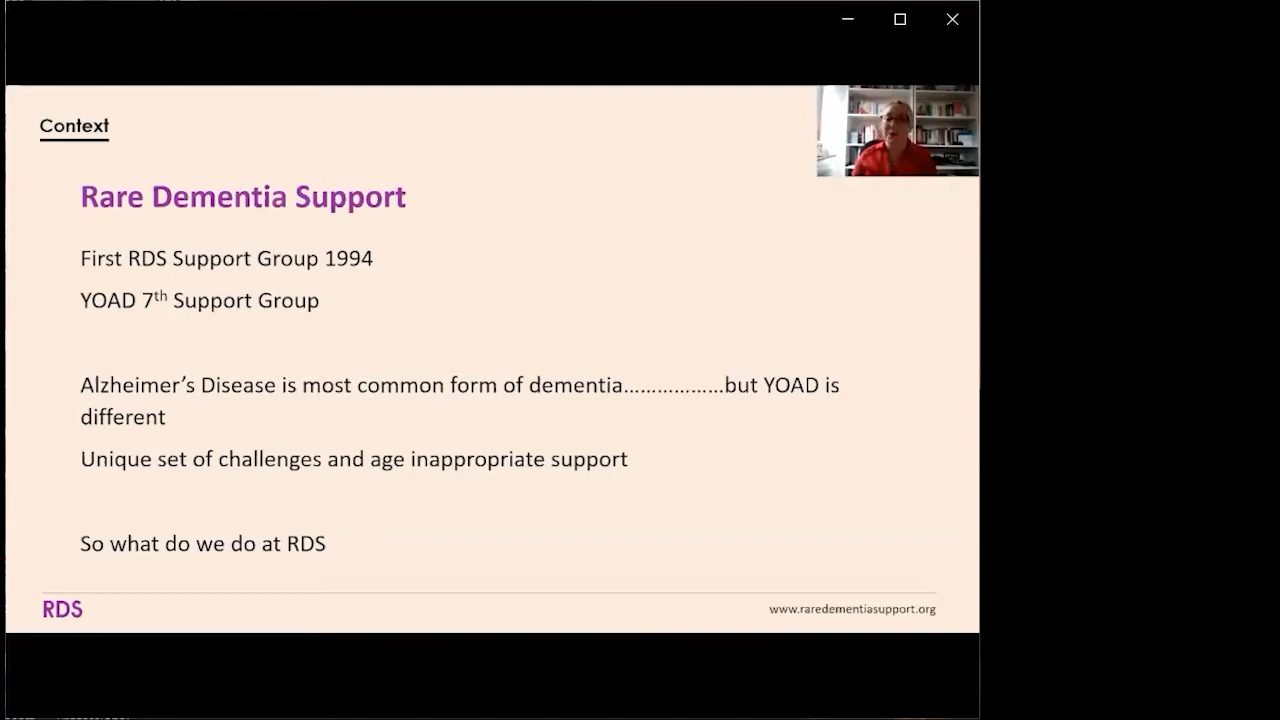 Context
Rare Dementia Support
First RDS Support Group 1994
YOAD 7th Support Group
Alzheimer’s Disease is most common form of dementia………………but YOAD is
different
Unique set of challenges and age inappropriate support
So what do we do at RDS
RDS
www.raredementiasupport.org